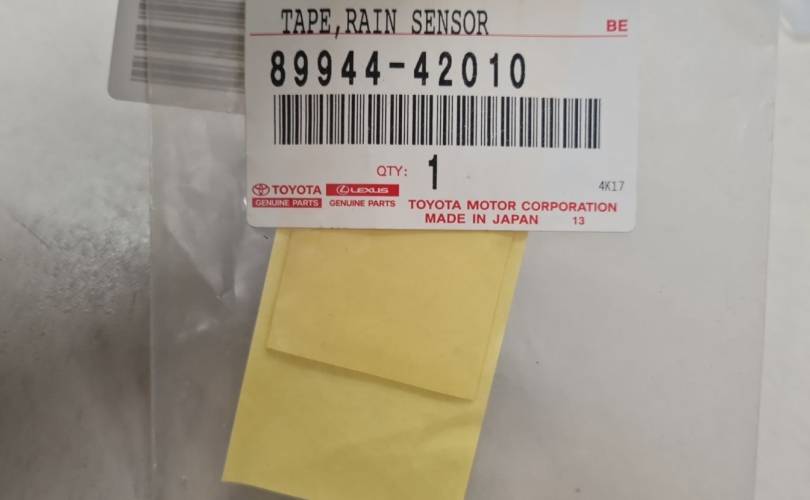 TAPE,RAIN SENSOR BE
89944-42010
QTY: 1
4K17
TOYOTA LEXUS
GENUINE PARTS GENUINE PARTS
TOYOTA MOTOR CORPORATION
MADE IN JAPAN 13